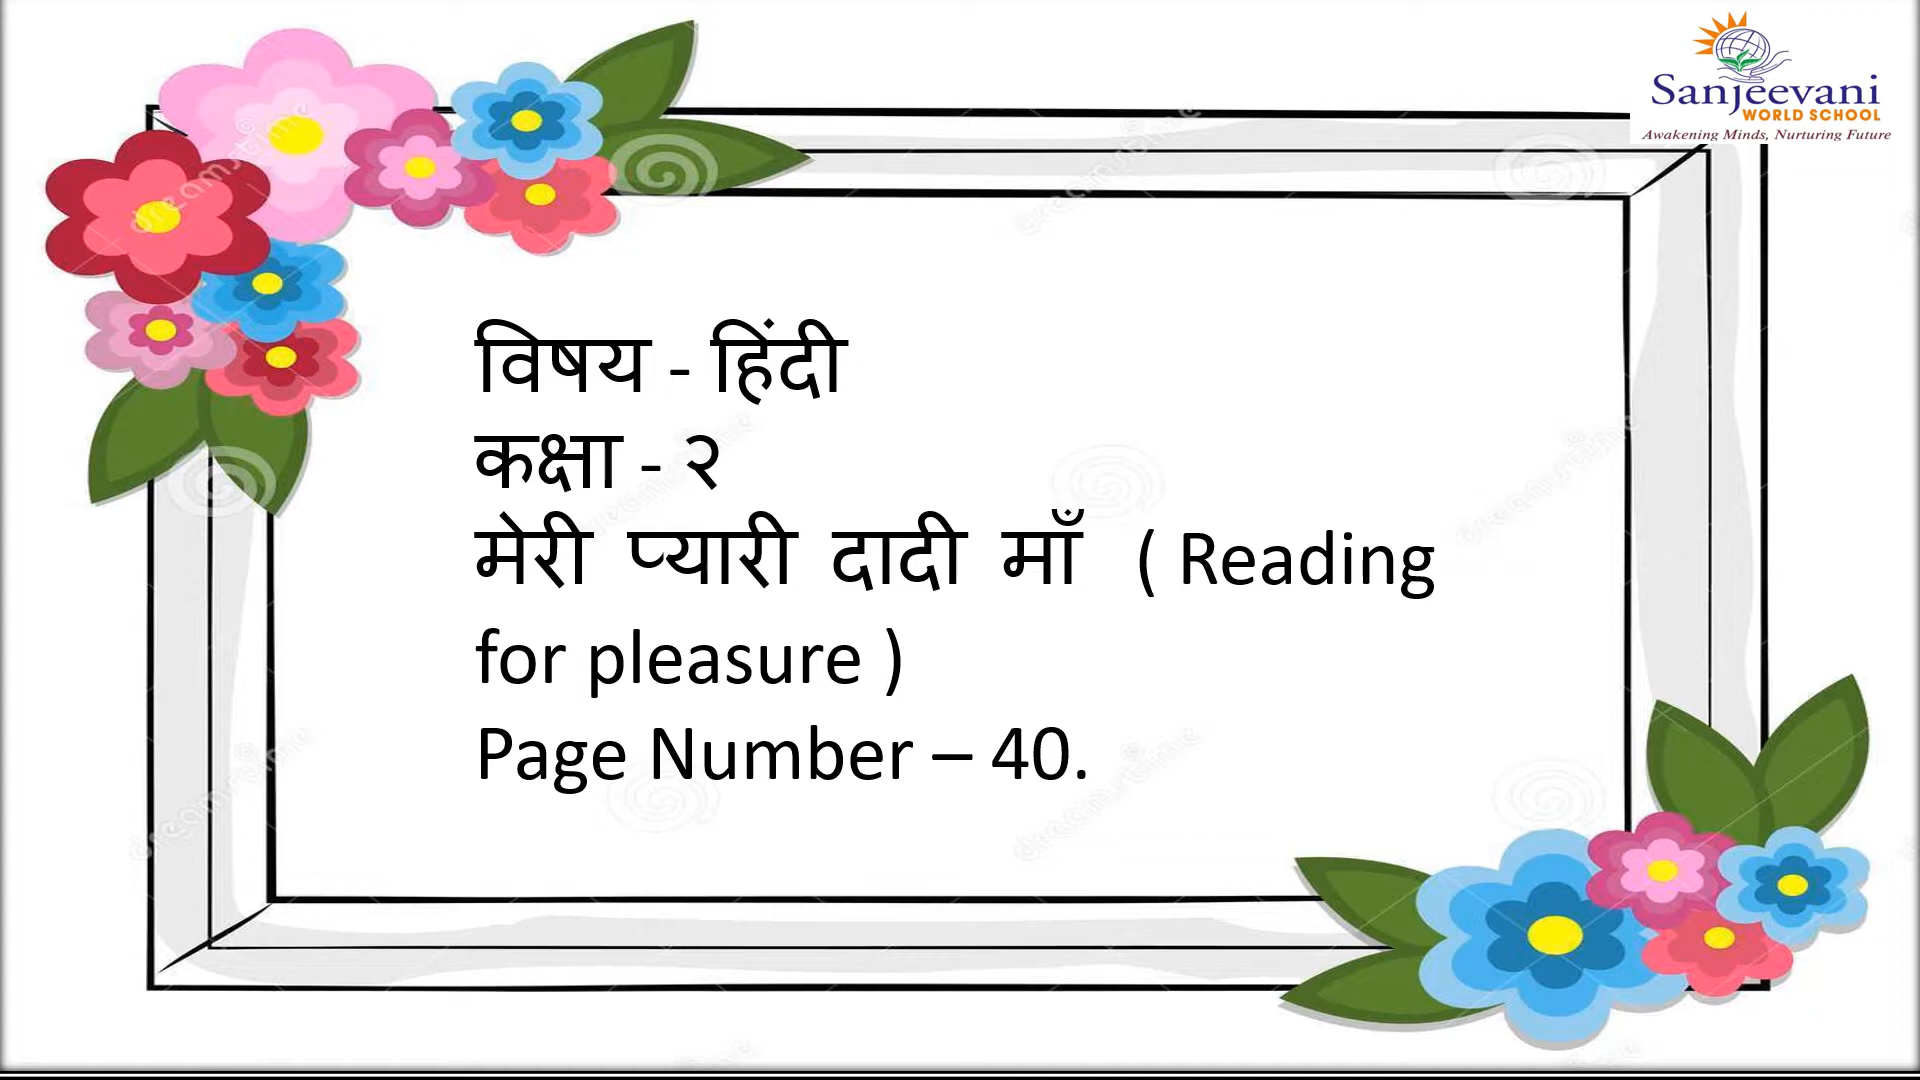 Sanjeevani
WORLD SCHOOL
Awakening Minds, Nurturing Future
विषय - हिंदी
कक्षा - २
मेरी प्यारी दादी माँ ( Reading
for pleasure )
Page Number – 40.